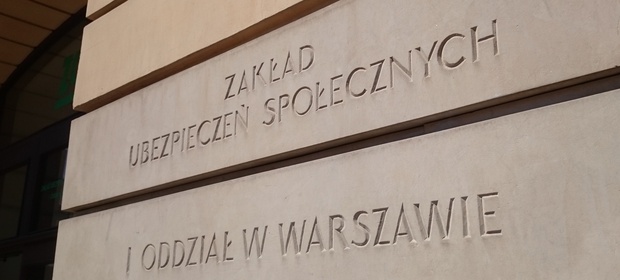 ZAKŁAD
UBEZPIECZEŃ SPOŁECZNYCH
I ODDZIAŁ W WARSZAWIE